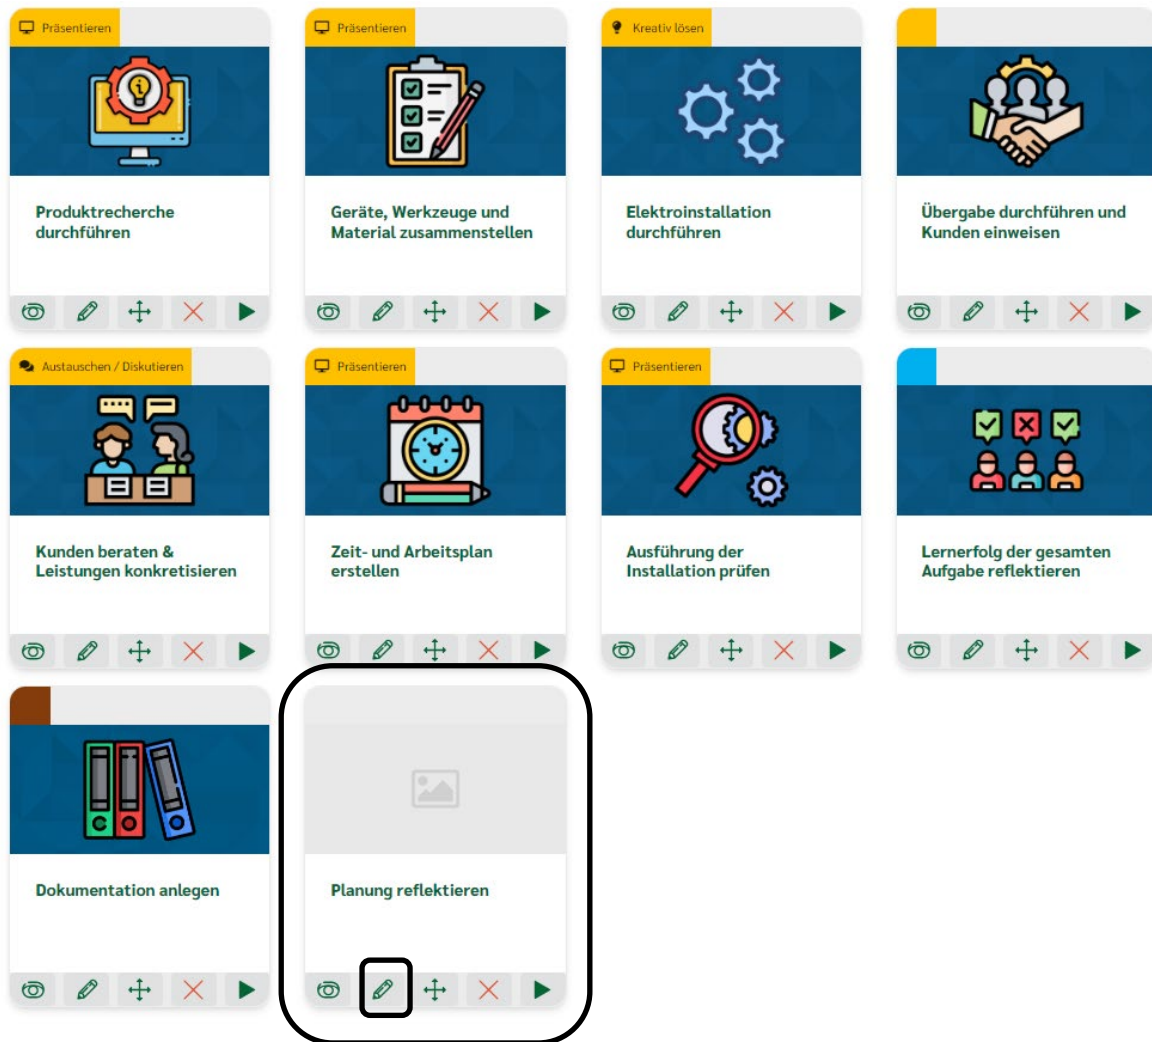 Präsentieren
Präsentieren
Kreativ lösen
Produktrecherche
durchführen
Geräte, Werkzeuge und
Material zusammenstellen
Elektroinstallation
durchführen
Übergabe durchführen und
Kunden einweisen
Austauschen / Diskutieren
Präsentieren
Präsentieren
Kunden beraten &
Leistungen konkretisieren
Zeit- und Arbeitsplan
erstellen
Ausführung der
Installation prüfen
Lernerfolg der gesamten
Aufgabe reflektieren
Dokumentation anlegen
Planung reflektieren